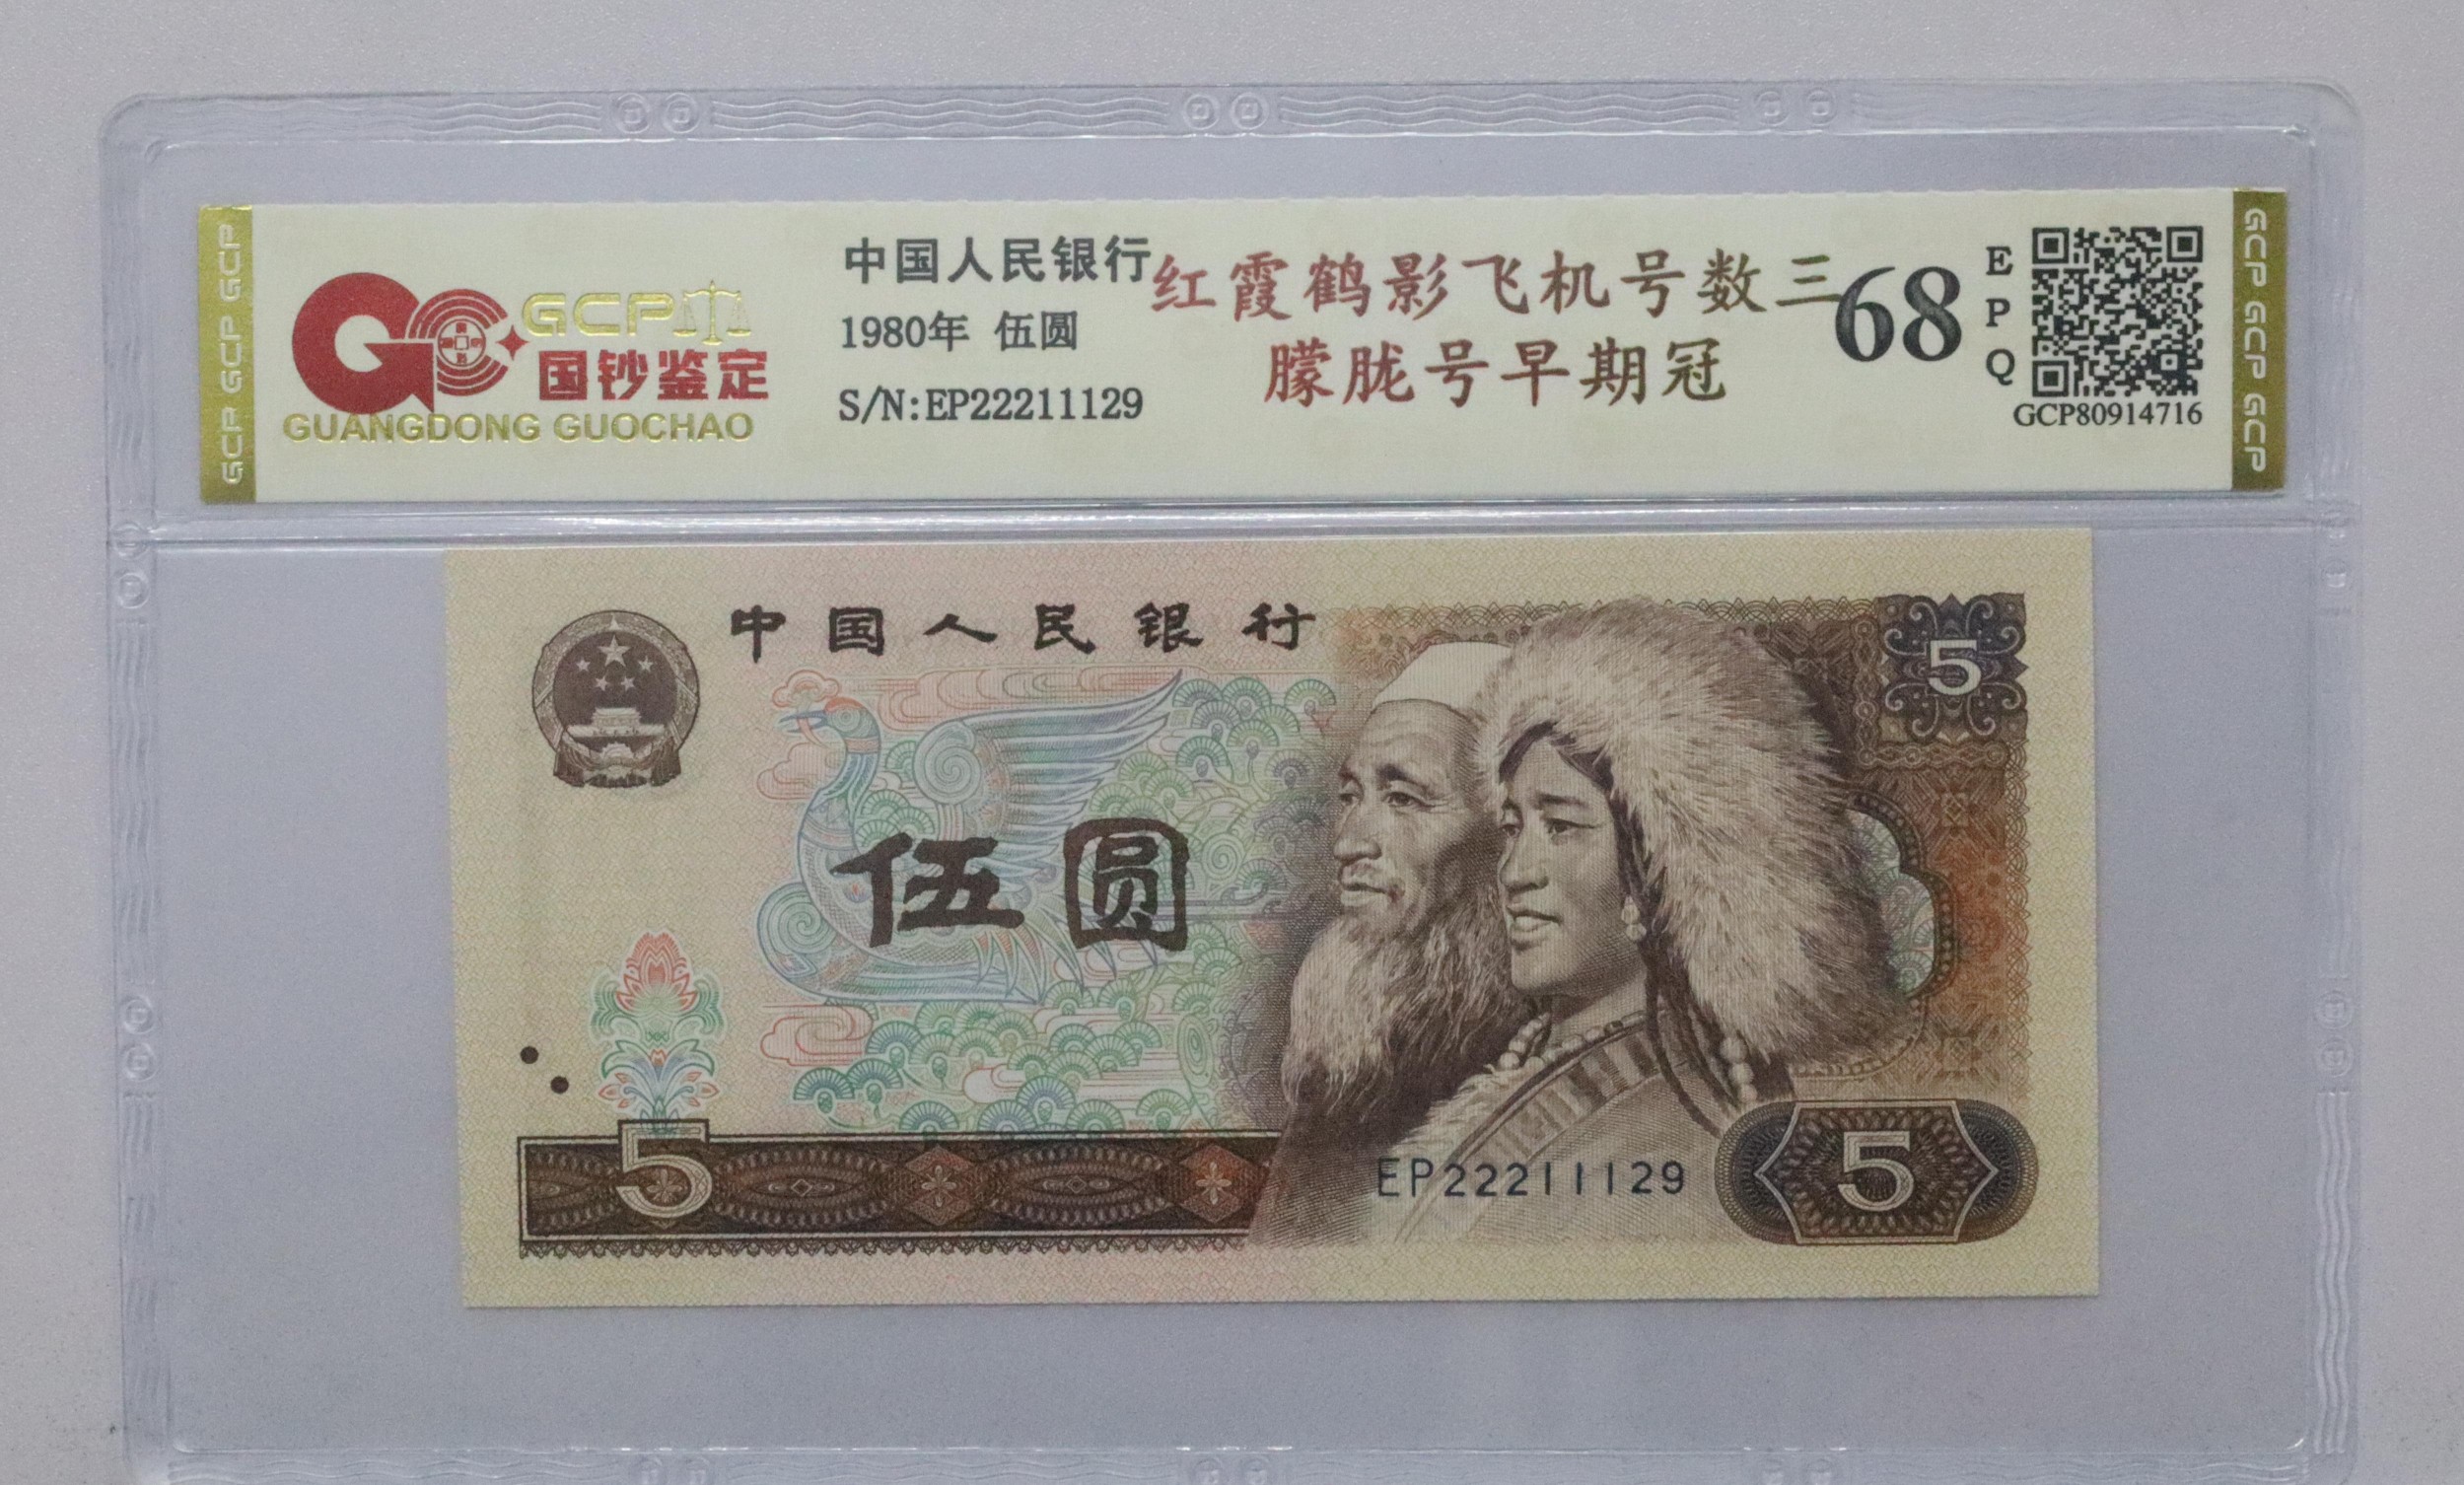 GCP GCP GCP
GCP
国钞鉴定
GUANGDONG GUOCHAO
中国人民银行
1980年 伍圆
S/N:EP22211129
红霞鹤影飞机号数三
朦胧号早期冠
68
EPQ
GCP80914716
GCP GCP GCP
中国人民银行
伍圆
5
5
EP22211129
5